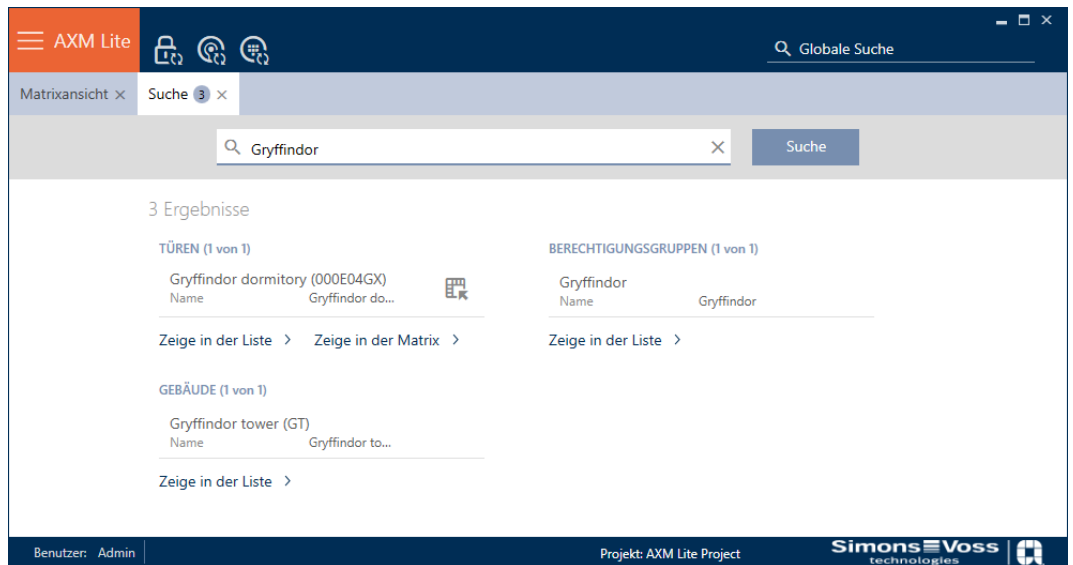 AXM Lite
Globale Suche
Matrixansicht
Suche 3
Gryffindor
Suche
3 Ergebnisse
TÜREN (1 von 1)
Gryffindor dormitory (000E04GX)
Name Gryffindor do...
Zeige in der Liste > Zeige in der Matrix >
BERECHTIGUNGSGRUPPEN (1 von 1)
Gryffindor
Name Gryffindor
Zeige in der Liste >
GEBÄUDE (1 von 1)
Gryffindor tower (GT)
Name Gryffindor to...
Zeige in der Liste >
Benutzer: Admin
Projekt: AXM Lite Project
Simons Voss
technologies